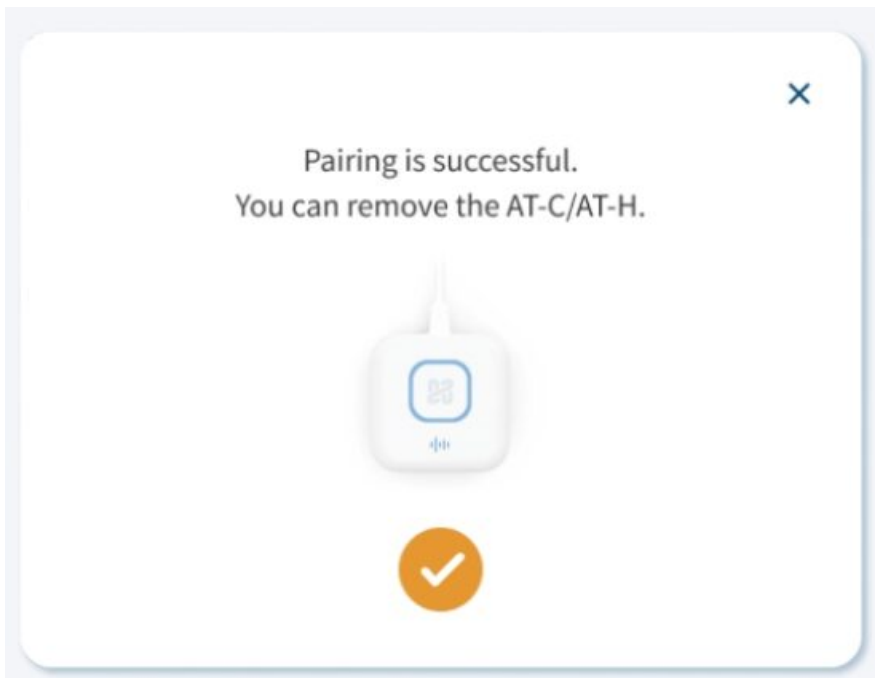 Pairing is successful.
You can remove the AT-C/AT-H.